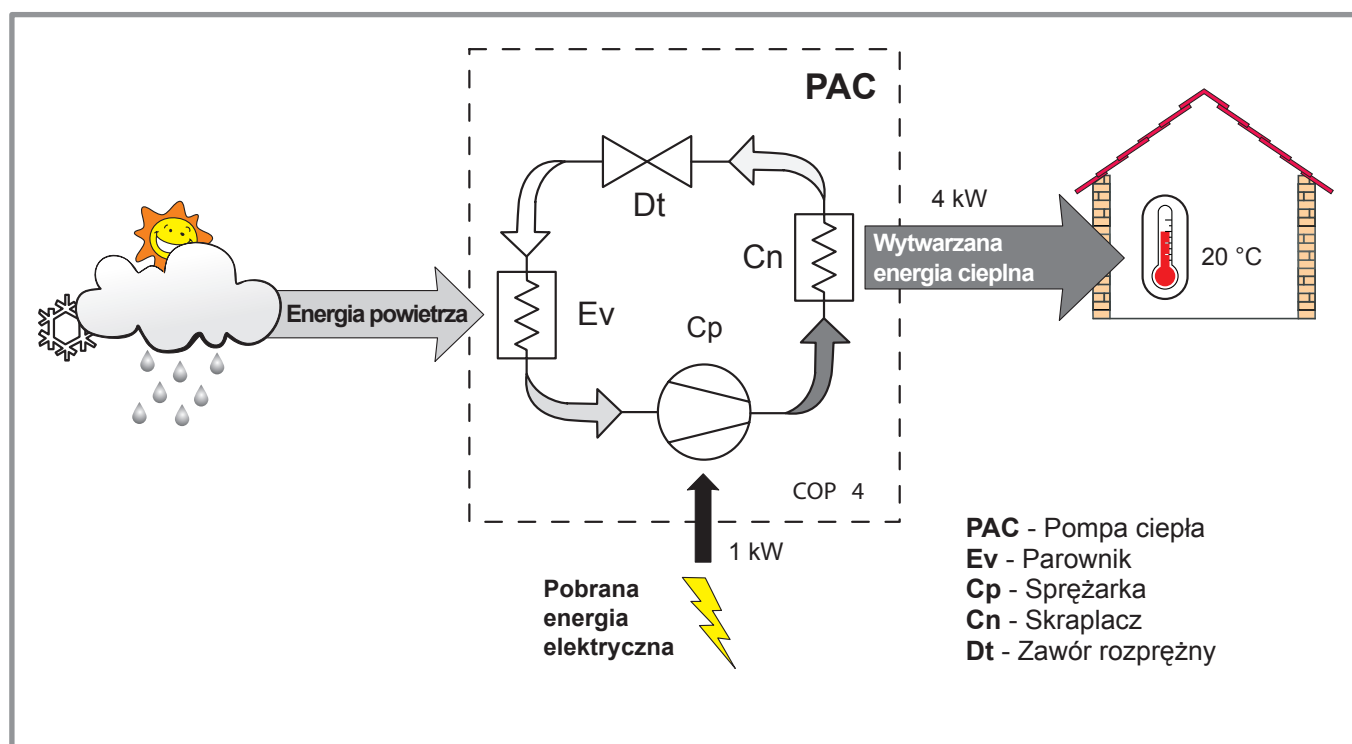 PAC
Dt
4 kW
Cn
Wytwarzana
energia cieplna
20 °C
Energia powietrza
Ev
Cp
COP 4
1 kW
Pobrana
energia
elektryczna
PAC - Pompa ciepła
Ev - Parownik
Cp - Sprężarka
Cn - Skraplacz
Dt - Zawór rozprężny